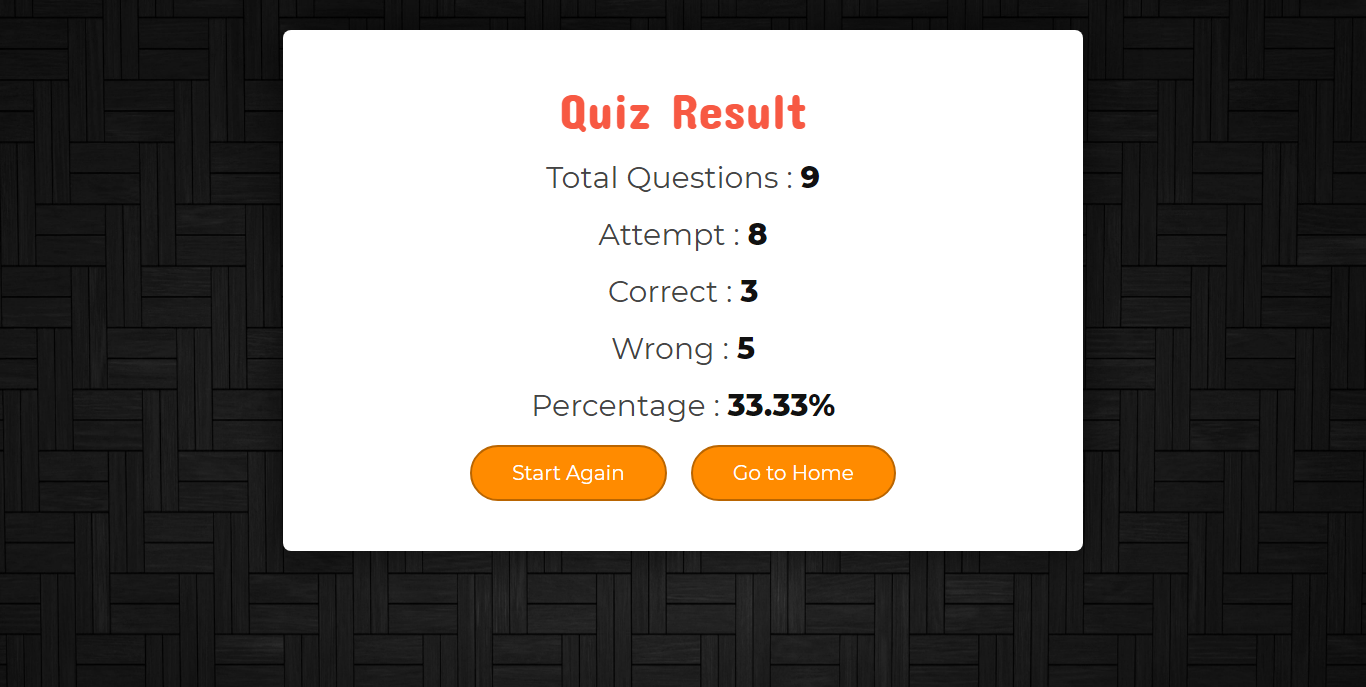 Quiz Result
Total Questions : 9
Attempt : 8
Correct : 3
Wrong : 5
Percentage : 33.33%
Start Again
Go to Home